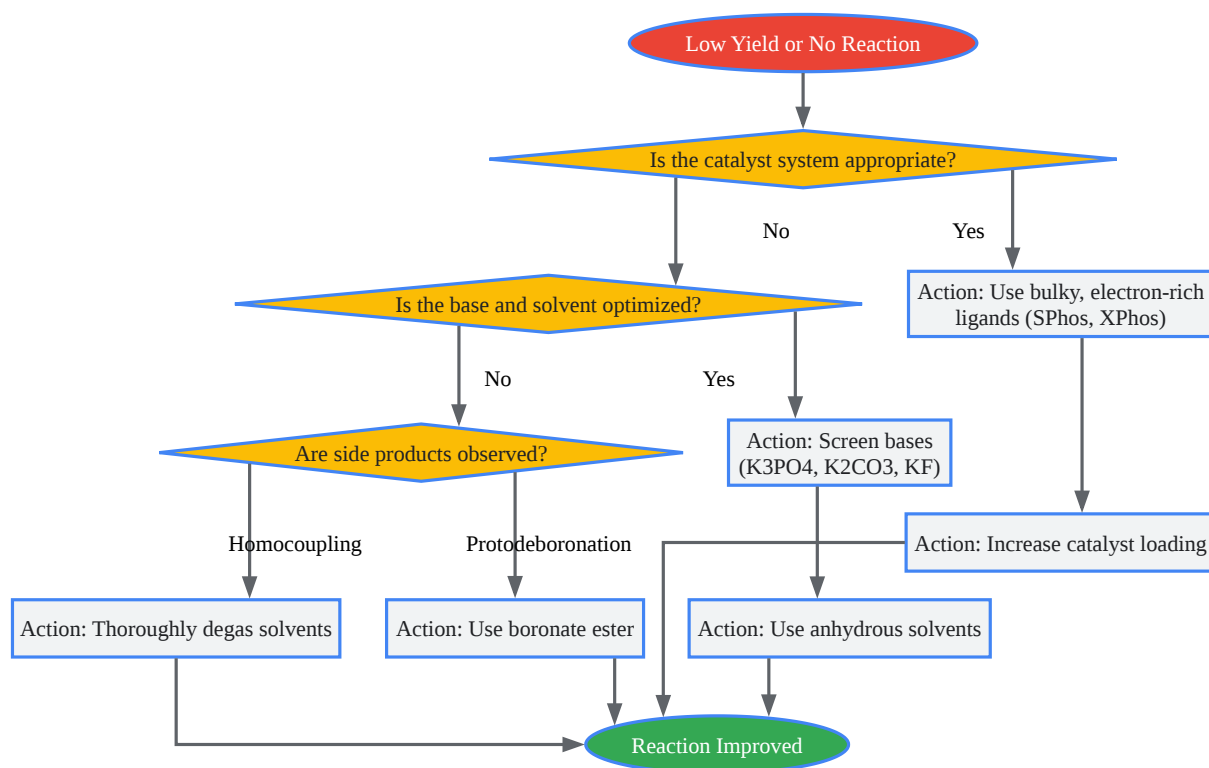 Low Yield or No Reaction
Is the catalyst system appropriate?
No
Yes
Action: Use bulky, electron-rich
ligands (SPhos, XPhos)
Is the base and solvent optimized?
No
Yes
Action: Screen bases
(K3PO4, K2CO3, KF)
Are side products observed?
Homocoupling
Protodeboronation
Action: Increase catalyst loading
Action: Thoroughly degas solvents
Action: Use boronate ester
Action: Use anhydrous solvents
Reaction Improved